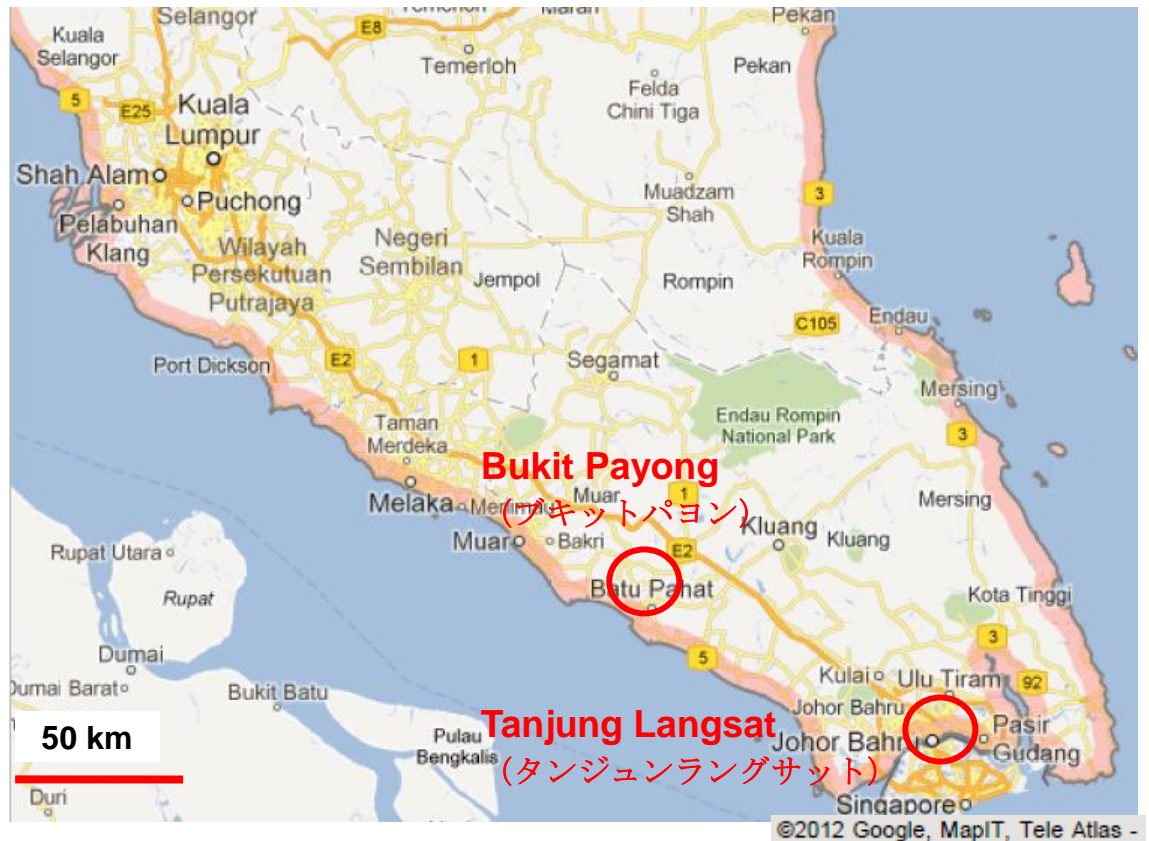 Selangor
Temerloh
Maran
Pekan
E8
Kuala
Selangor
Temerloh
Pekan
Felda
Chini Tiga
5
E25
Kuala
Lumpur
Shah Alam
Puchong
Muadzam
Shah
3
Pelabuhan
Klang
Wilayah
Persekutuan
Putrajaya
Negeri
Sembilan
Jempol
Rompin
Kuala
Rompin
C105
Endau
Port Dickson
E2
1
Segamat
Mersing
Taman
Merdeka
Endau Rompin
National Park
3
Bukit Payong
(ブキットパヨン)
Melaka
Merlimau
Muar
1
Mersing
Muar
Bakri
E2
Kluang
Kluang
Rupat Utara
Rupat
Batu Pahat
Kota Tinggi
3
Dumai
5
Dumai Barat
Bukit Batu
Kulai
Ulu Tiram
92
Johor Bahru
50 km
Pulau
Bengkalis
Tanjung Langsat
(タンジュンラングサット)
Johor Bahru
Pasir
Gudang
Duri
Singapore
©2012 Google, MapIT, Tele Atlas -